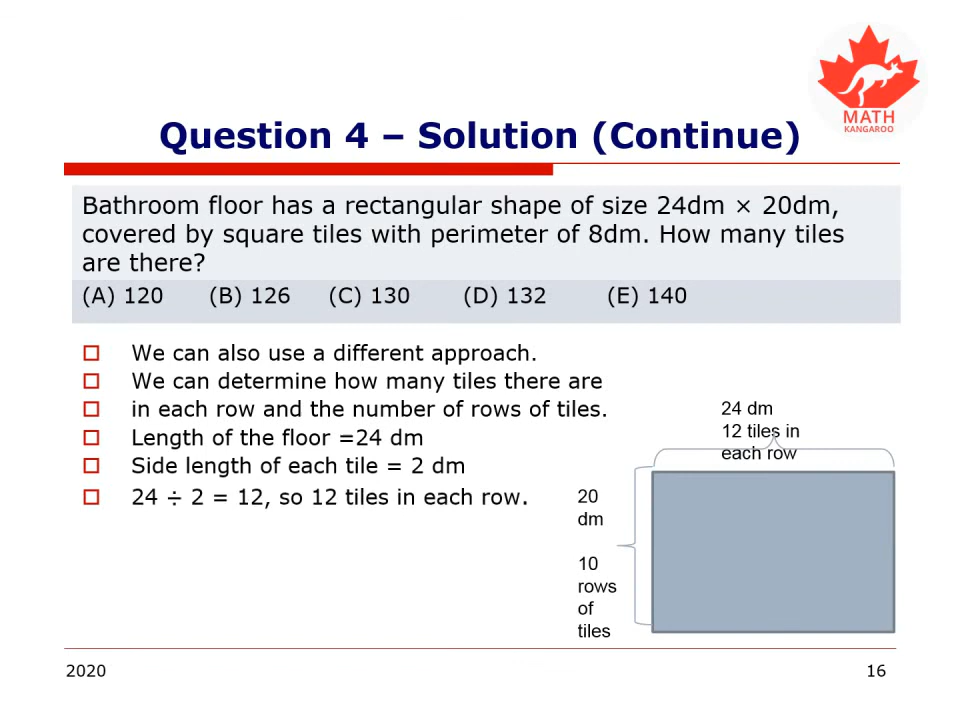 MATH
KANGAROO
Question 4 – Solution (Continue)
Bathroom floor has a rectangular shape of size 24dm × 20dm,
covered by square tiles with perimeter of 8dm. How many tiles
are there?
(A) 120 (B) 126 (C) 130 (D) 132 (E) 140
We can also use a different approach.
We can determine how many tiles there are
in each row and the number of rows of tiles.
Length of the floor =24 dm
Side length of each tile = 2 dm
24 ÷ 2 = 12, so 12 tiles in each row.
24 dm
12 tiles in
each row
20
dm
10
rows
of
tiles
2020
16